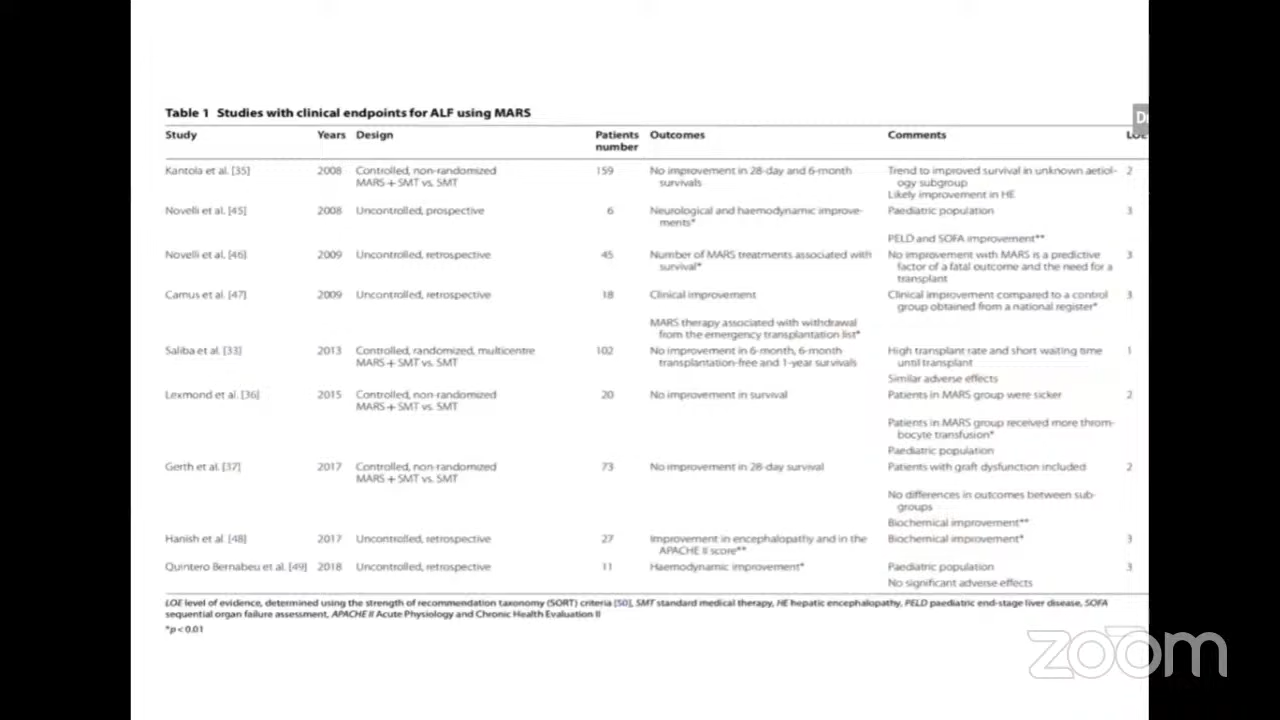 Table 1 Studies with clinical endpoints for ALF using MARS
Study Years Design Patients number Outcomes Comments LOE
Kantola et al. [35] 2008 Controlled, non-randomized 159 No improvement in 28-day and 6-month Trend to improved survival in unknown aetiol- 2
MARS + SMT vs. SMT survivals ogy subgroup
Likely improvement in HE
Novelli et al. [45] 2008 Uncontrolled, prospective 6 Neurological and haemodynamic improve- Paediatric population 3
ments*
PELD and SOFA improvement**
Novelli et al. [46] 2009 Uncontrolled, retrospective 45 Number of MARS treatments associated with No improvement with MARS is a predictive 3
survival* factor of a fatal outcome and the need for a
transplant
Camus et al. [47] 2009 Uncontrolled, retrospective 18 Clinical improvement Clinical improvement compared to a control 3
group obtained from a national register*
MARS therapy associated with withdrawal
from the emergency transplantation list*
Saliba et al. [33] 2013 Controlled, randomized, multicentre 102 No improvement in 6-month, 6-month High transplant rate and short waiting time 1
MARS + SMT vs. SMT transplantation-free and 1-year survivals until transplant
Similar adverse effects
Lexmond et al. [36] 2015 Controlled, non-randomized 20 No improvement in survival Patients in MARS group were sicker 2
MARS + SMT vs. SMT
Patients in MARS group received more throm-
bocyte transfusion*
Paediatric population
Gerth et al. [37] 2017 Controlled, non-randomized 73 No improvement in 28-day survival Patients with graft dysfunction included 2
MARS + SMT vs. SMT
No differences in outcomes between sub-
groups
Biochemical improvement**
Hanish et al. [48] 2017 Uncontrolled, retrospective 27 Improvement in encephalopathy and in the Biochemical improvement* 3
APACHE II score**
Quintero Bernabeu et al. [49] 2018 Uncontrolled, retrospective 11 Haemodynamic improvement* Paediatric population 3
No significant adverse effects
LOE level of evidence, determined using the strength of recommendation taxonomy (SORT) criteria [50], SMT standard medical therapy, HE hepatic encephalopathy, PELD paediatric end-stage liver disease, SOFA
sequential organ failure assessment, APACHE II Acute Physiology and Chronic Health Evaluation II
*p < 0.01
zoom